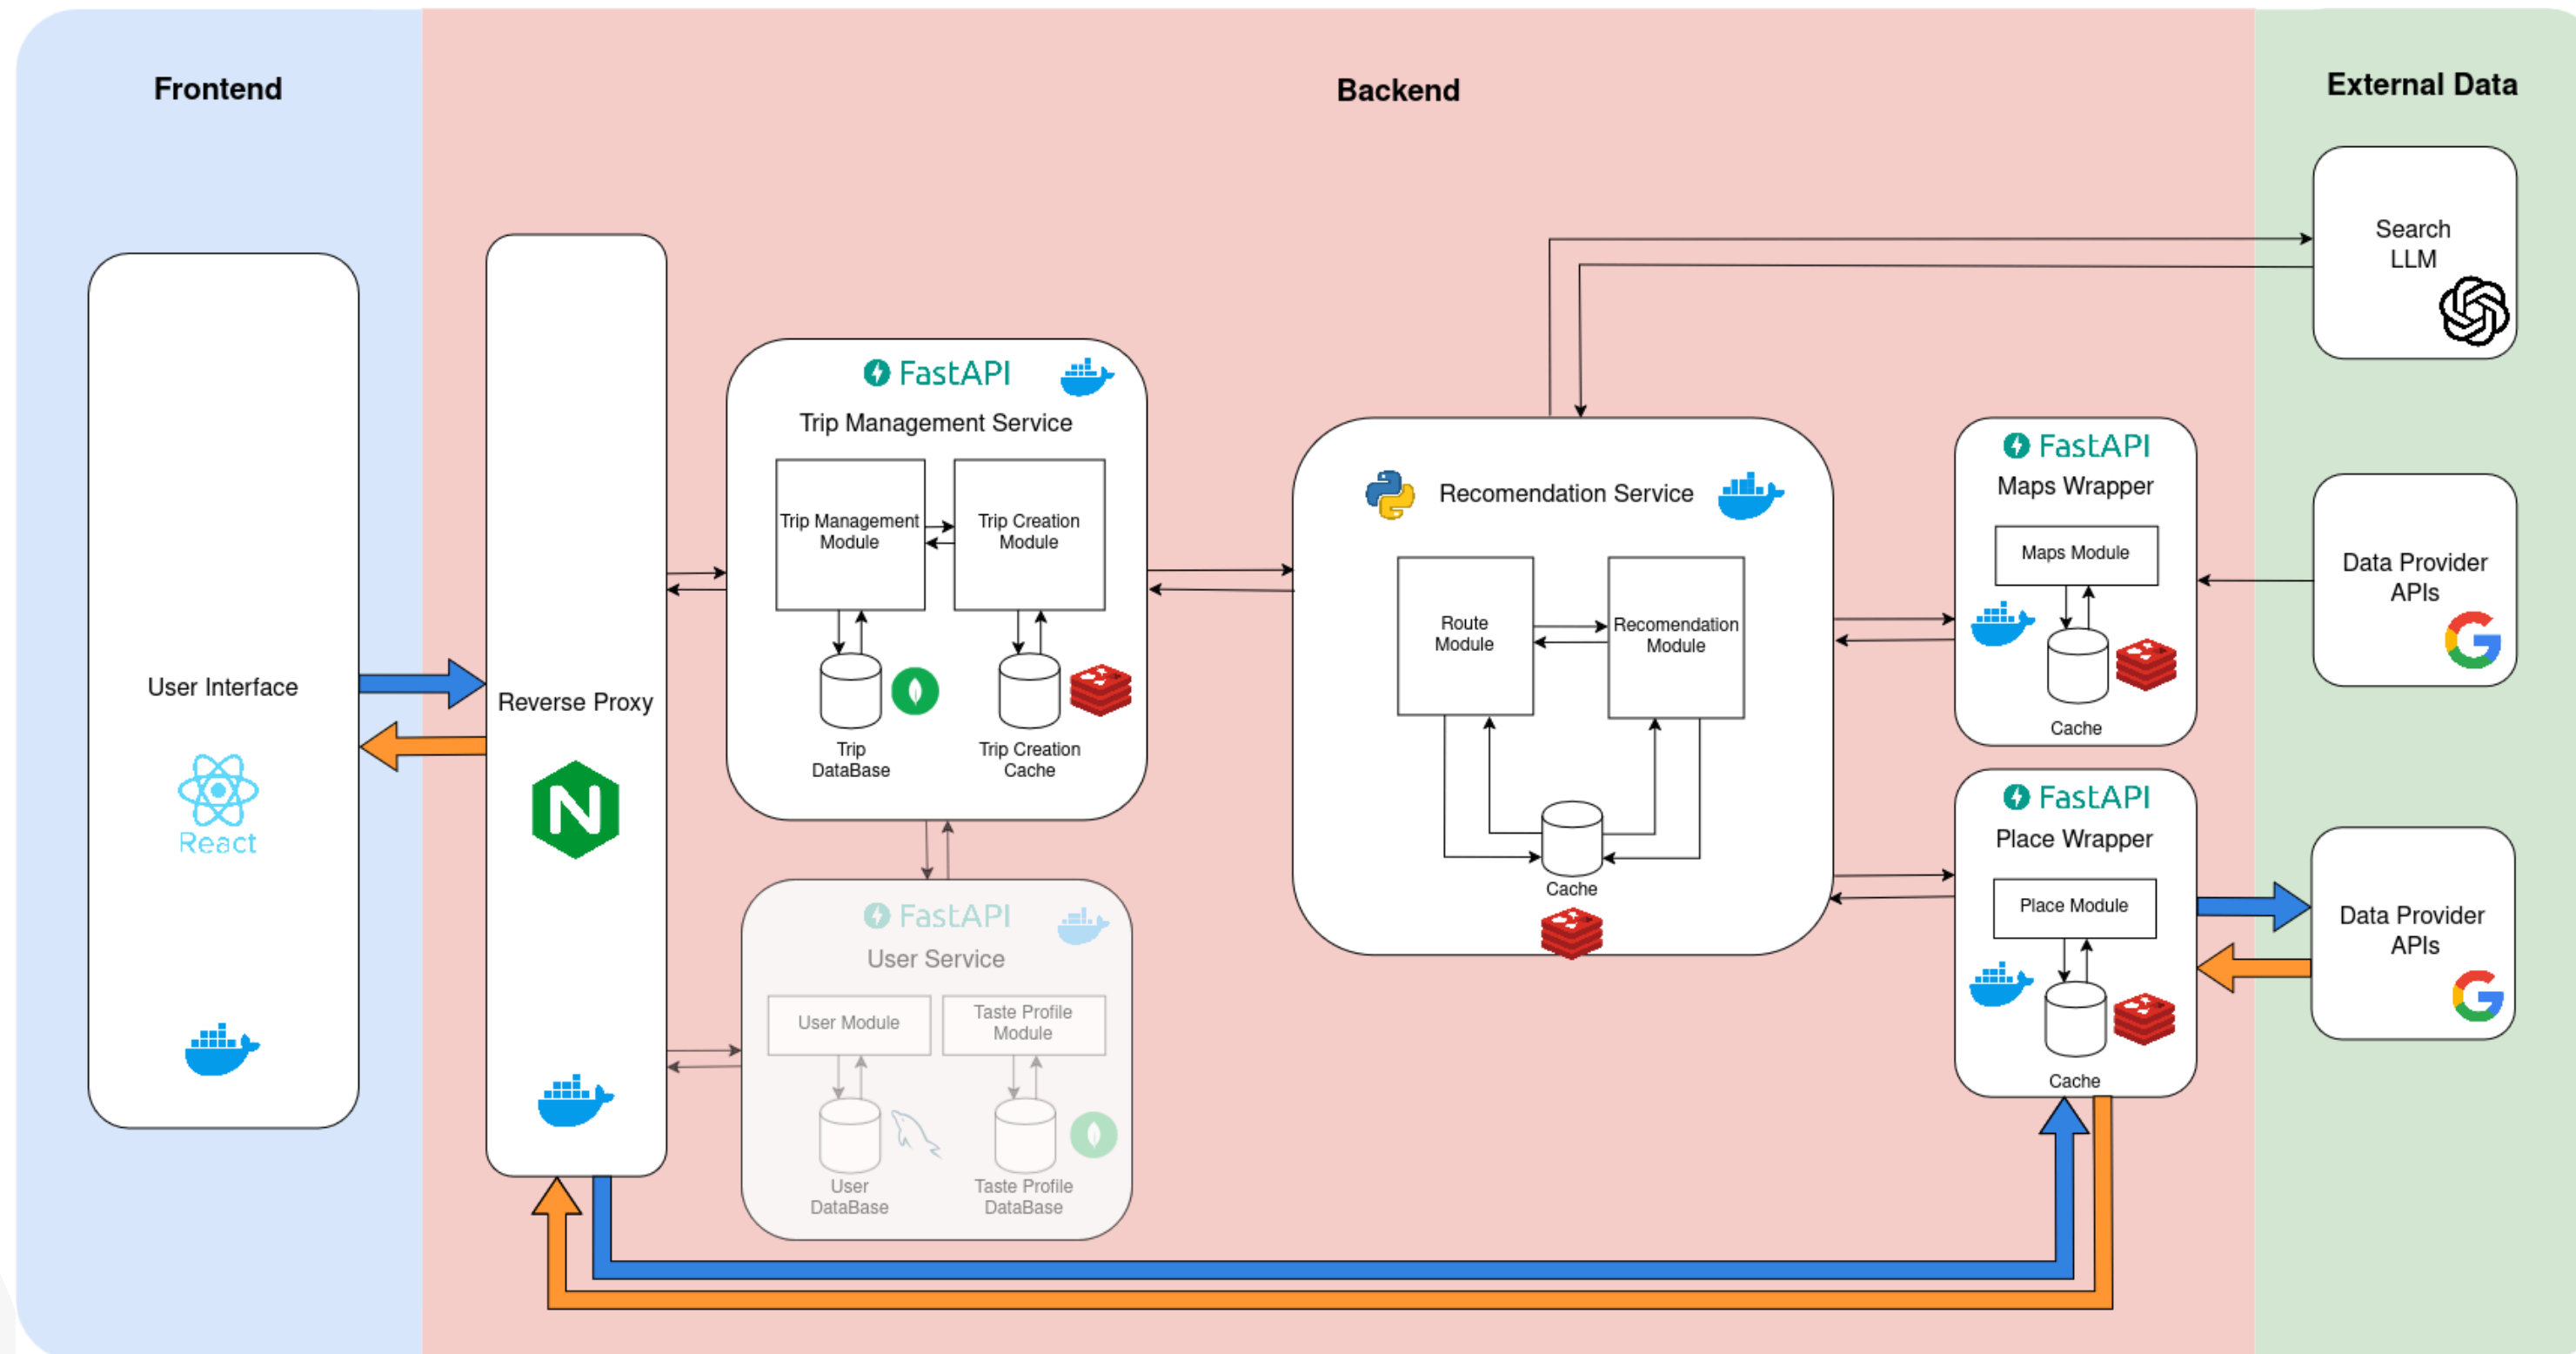 Frontend
Backend
External Data
Search
LLM
FastAPI
Trip Management Service
Trip Management
Module
Trip Creation
Module
Trip
DataBase
Trip Creation
Cache
User Interface
React
Reverse Proxy
N
FastAPI
User Service
User Module
Taste Profile
Module
User
DataBase
Taste Profile
DataBase
Recomendation Service
Route
Module
Recomendation
Module
Cache
FastAPI
Maps Wrapper
Maps Module
Cache
Data Provider
APIs
G
FastAPI
Place Wrapper
Place Module
Cache
Data Provider
APIs
G